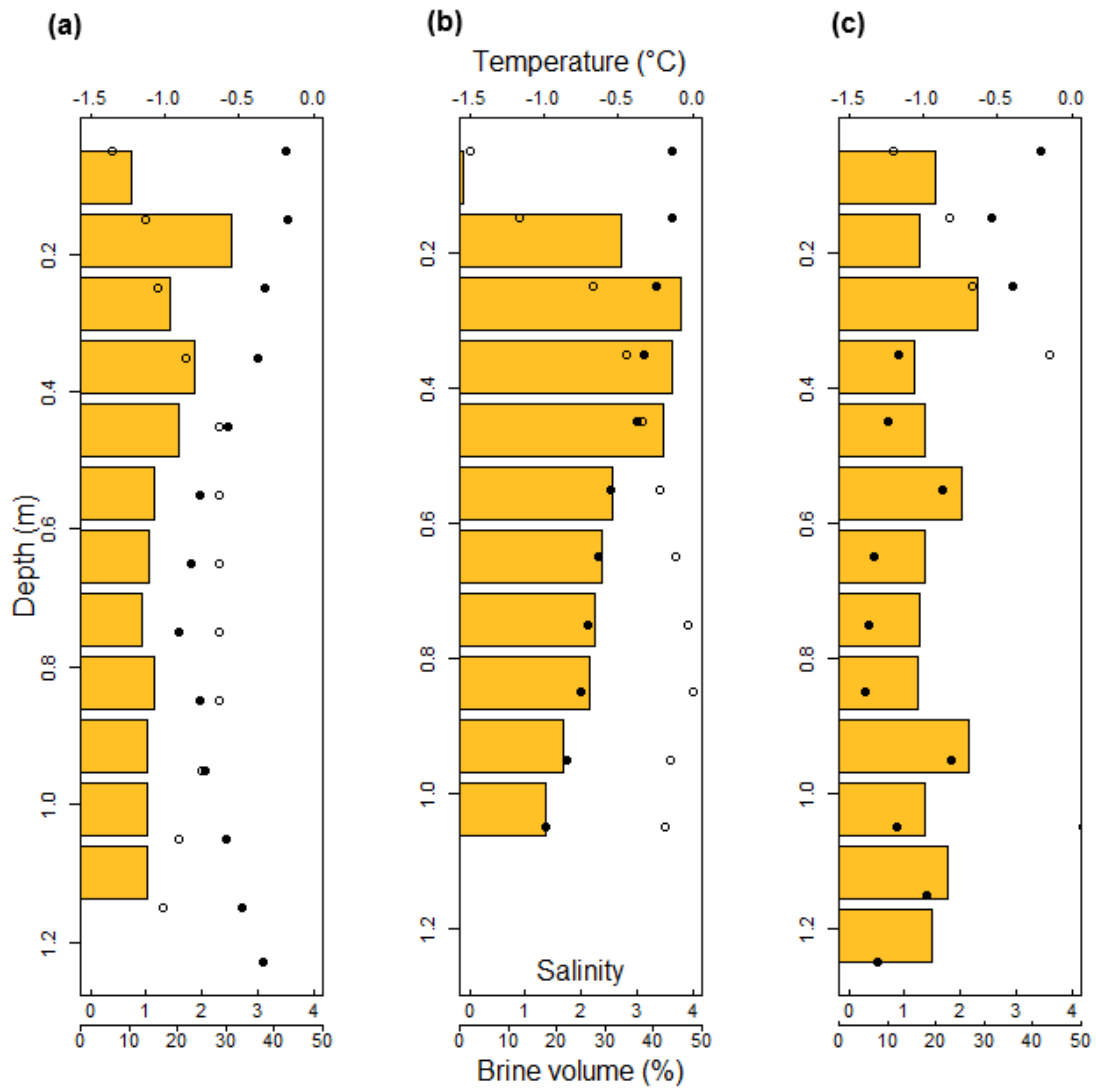 (a) (b) (c)
Temperature (°C)
-1.5 -1.0 -0.5 0.0 -1.5 -1.0 -0.5 0.0 -1.5 -1.0 -0.5 0.0
Depth (m)
0.2 0.2 0.2
0.4 0.4 0.4
0.6 0.6 0.6
0.8 0.8 0.8
1.0 1.0 1.0
1.2 1.2 1.2
Salinity
0 1 2 3 4 0 1 2 3 4 0 1 2 3 4
0 10 20 30 40 50 0 10 20 30 40 50 0 10 20 30 40 50
Brine volume (%)